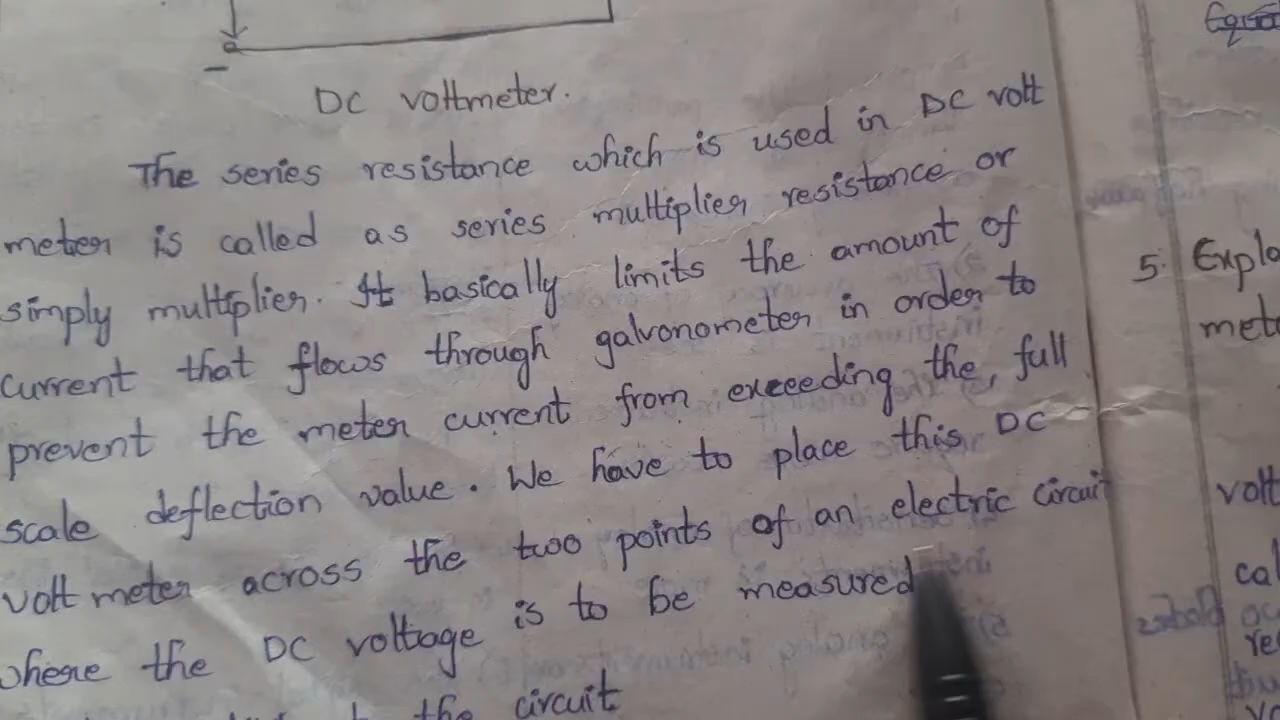 DC voltmeter.
The series resistance which is used in DC volt
meter is called as series multiplier resistance or
simply multiplier. It basically limits the amount of
current that flows through galvonometer in order to
prevent the meter current from exceeding the, full
scale deflection value. We have to place this DC
volt meter across the two points of an electric circuit
where the DC voltage is to be measured
the circuit
5. Explo
met
volt
cal
re